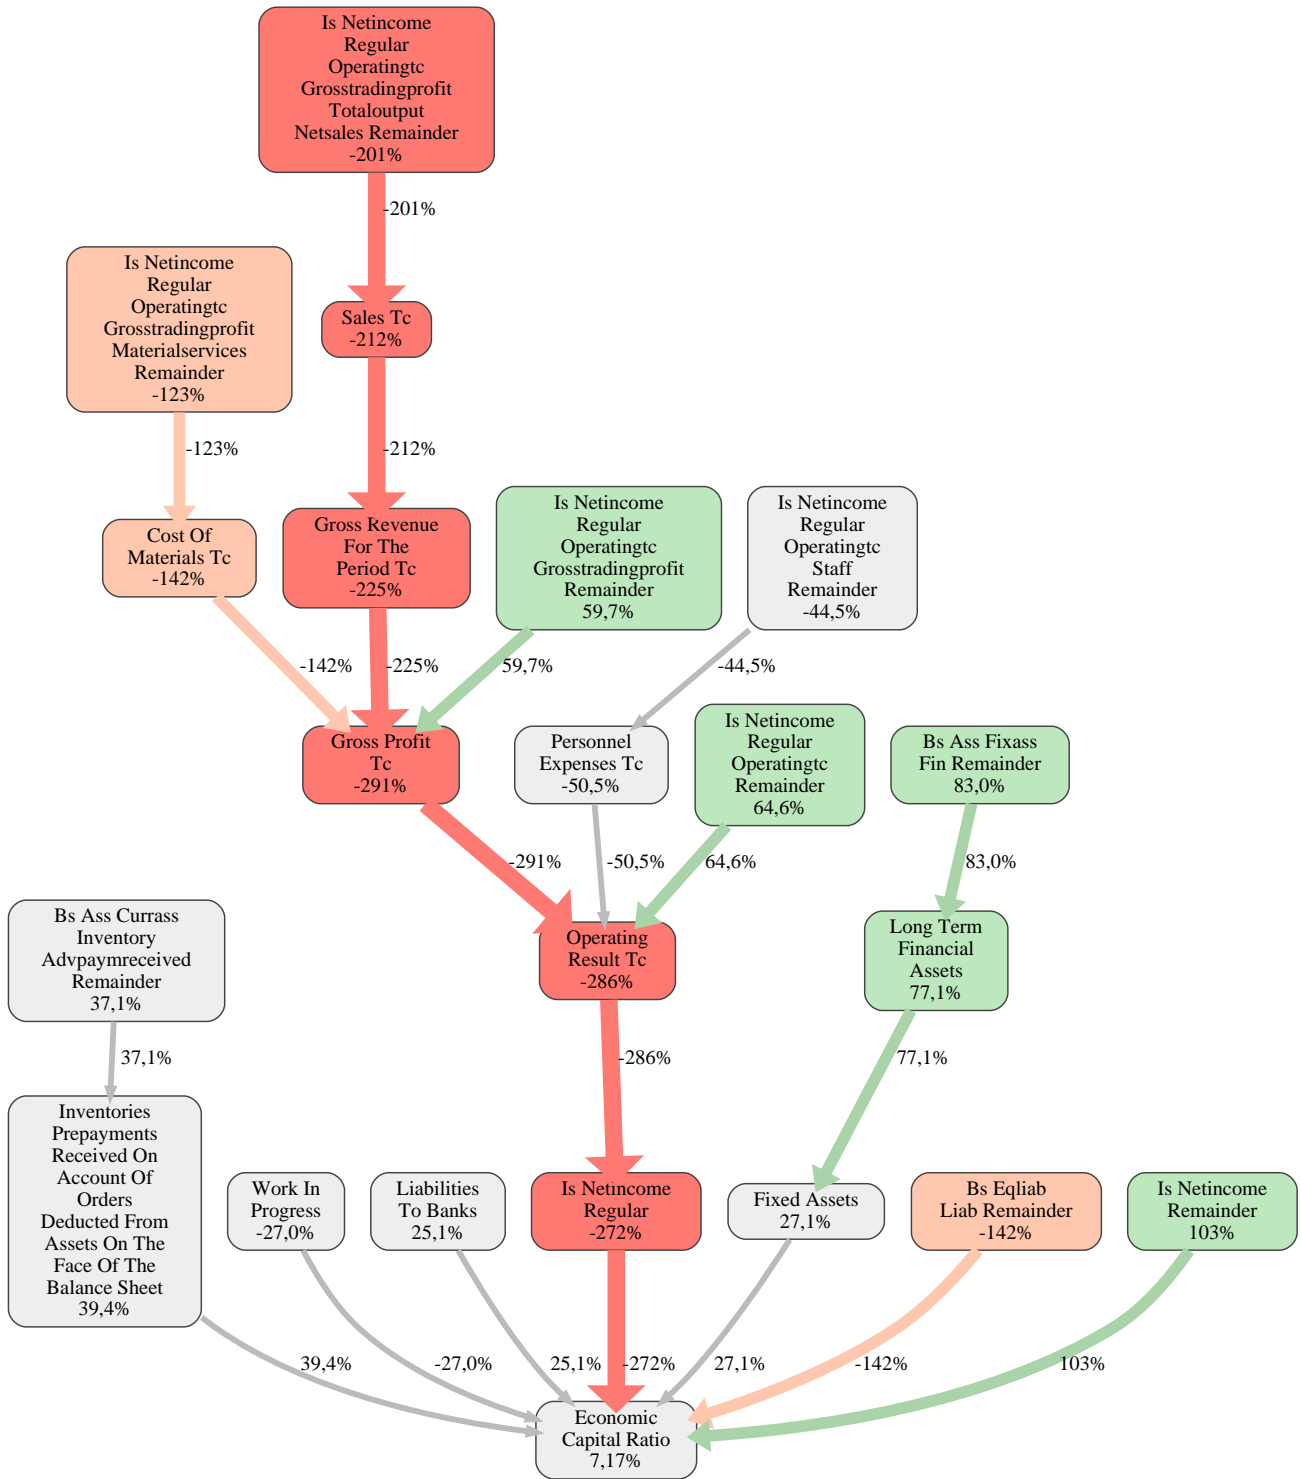 Is Netincome
Regular
Operatingtc
Grosstradingprofit
Totaloutput
Netsales Remainder
-201%
-201%
Is Netincome
Regular
Operatingtc
Grosstradingprofit
Materialservices
Remainder
-123%
Sales Tc
-212%
-123%
-212%
Cost Of
Materials Tc
-142%
Gross Revenue
For The
Period Tc
-225%
Is Netincome
Regular
Operatingtc
Grosstradingprofit
Remainder
59,7%
Is Netincome
Regular
Operatingtc
Staff
Remainder
-44,5%
-142%
-225%
59,7%
-44,5%
Gross Profit
Tc
-291%
Personnel
Expenses Tc
-50,5%
Is Netincome
Regular
Operatingtc
Remainder
64,6%
Bs Ass Fixass
Fin Remainder
83,0%
-291%
-50,5%
64,6%
83,0%
Bs Ass Currass
Inventory
Advpaymreceived
Remainder
37,1%
Operating
Result Tc
-286%
Long Term
Financial
Assets
77,1%
37,1%
-286%
77,1%
Inventories
Prepayments
Received On
Account Of
Orders
Deducted From
Assets On The
Face Of The
Balance Sheet
39,4%
Work In
Progress
-27,0%
Liabilities
To Banks
25,1%
Is Netincome
Regular
-272%
Fixed Assets
27,1%
Bs Eqliab
Liab Remainder
-142%
Is Netincome
Remainder
103%
39,4%
-27,0%
25,1%
-272%
27,1%
-142%
103%
Economic
Capital Ratio
7,17%